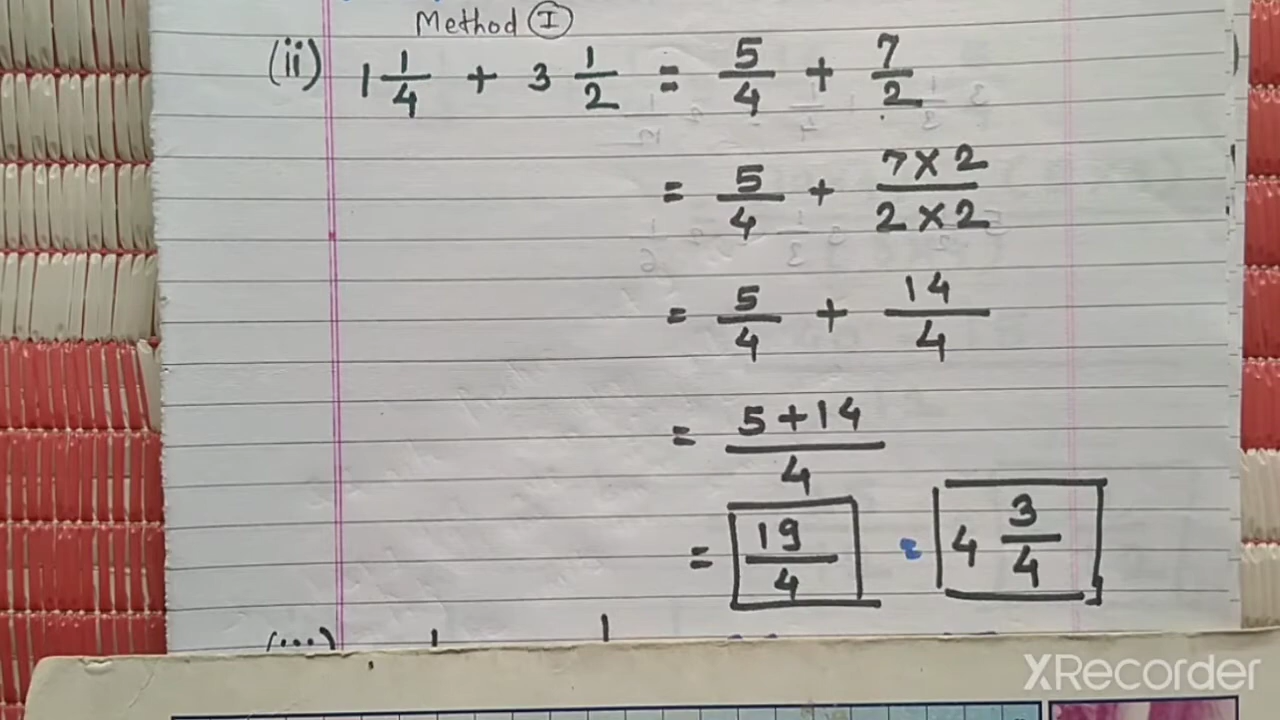 Method I
(ii) 1 1/4 + 3 1/2 = 5/4 + 7/2
= 5/4 + 7×2/2×2
= 5/4 + 14/4
= 5+14/4
= 19/4 = 4 3/4
XRecorder